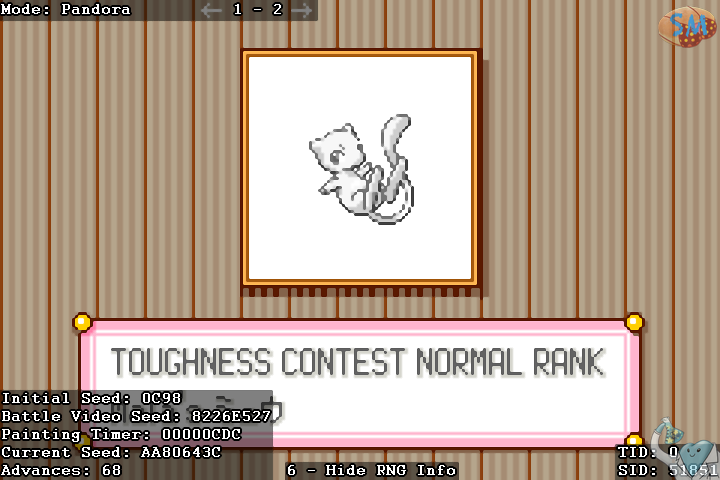 Mode: Pandora
1 - 2
SM
TOUGHNESS CONTEST NORMAL RANK
Initial Seed: 0C98
Battle Video Seed: 8226E527
Painting Timer: 00000CDC
Current Seed: AA80643C
Advances: 68
6 - Hide RNG Info
TID: 0
SID: 51851